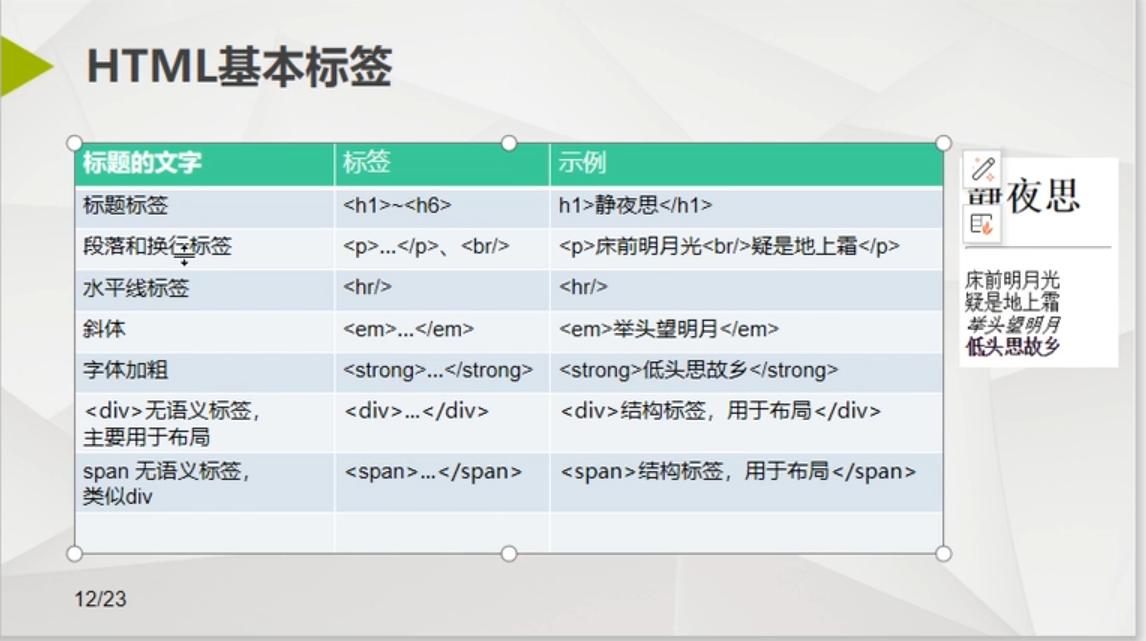 HTML基本标签
标题的文字 标签 示例
标题标签 <h1>~<h6> h1>静夜思</h1>
段落和换行标签 <p>...</p>、<br/> <p>床前明月光<br/>疑是地上霜</p>
水平线标签 <hr/> <hr/>
斜体 <em>...</em> <em>举头望明月</em>
字体加粗 <strong>...</strong> <strong>低头思故乡</strong>
<div>无语义标签， <div>...</div> <div>结构标签，用于布局</div>
主要用于布局
span 无语义标签， <span>...</span> <span>结构标签，用于布局</span>
类似div
静夜思
床前明月光
疑是地上霜
举头望明月
低头思故乡
12/23